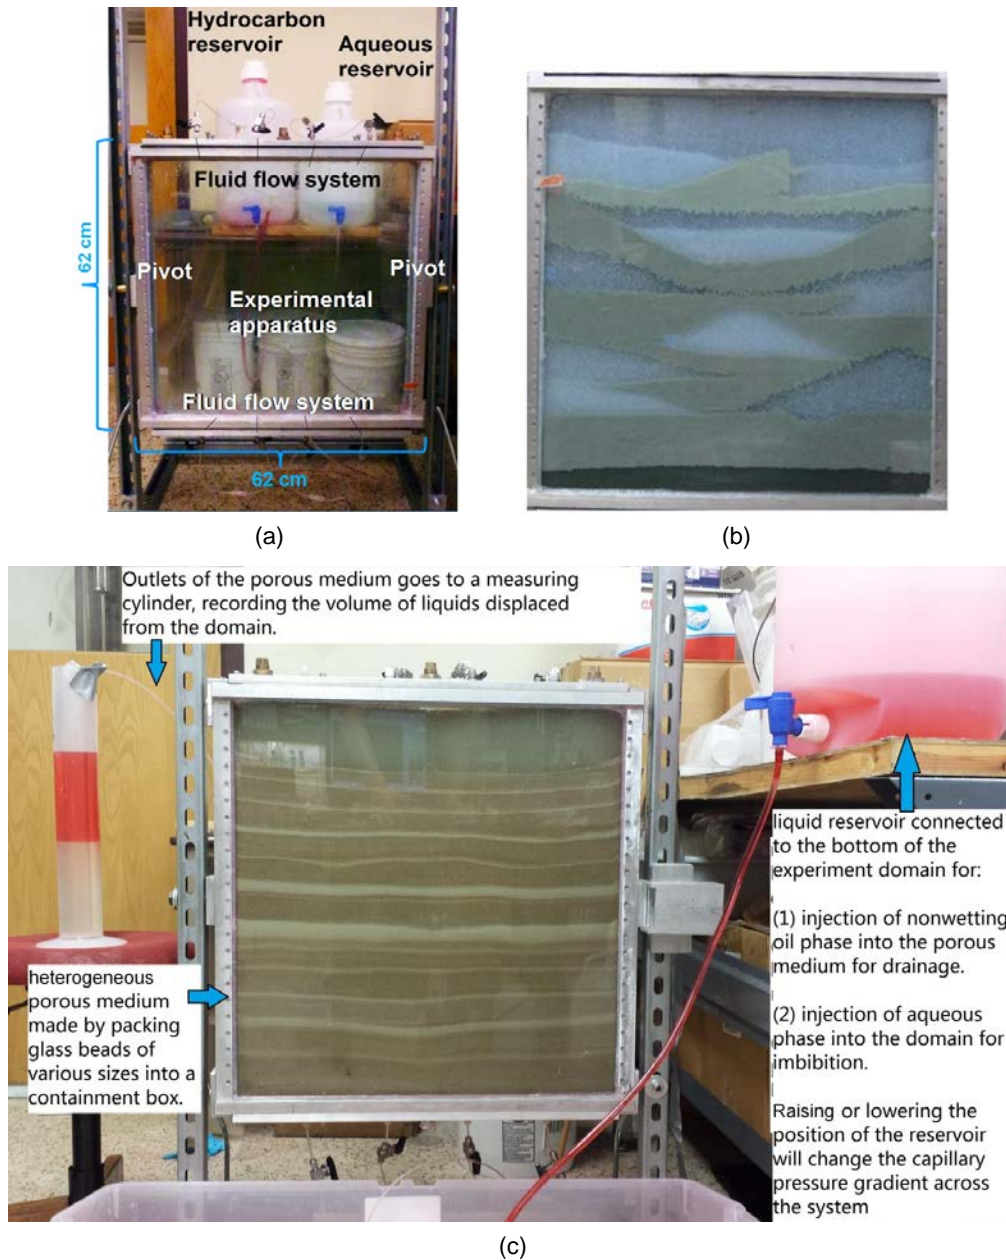 Hydrocarbon
reservoir
Aqueous
reservoir
Fluid flow system
62 cm
Pivot
Pivot
Experimental
apparatus
Fluid flow system
62 cm
(a)
(b)
Outlets of the porous medium goes to a measuring
cylinder, recording the volume of liquids displaced
from the domain.
liquid reservoir connected
to the bottom of the
experiment domain for:
(1) injection of nonwetting
oil phase into the porous
medium for drainage.
(2) injection of aqueous
phase into the domain for
imbibition.
Raising or lowering the
position of the reservoir
will change the capillary
pressure gradient across
the system
heterogeneous
porous medium
made by packing
glass beads of
various sizes into a
containment box.
(c)